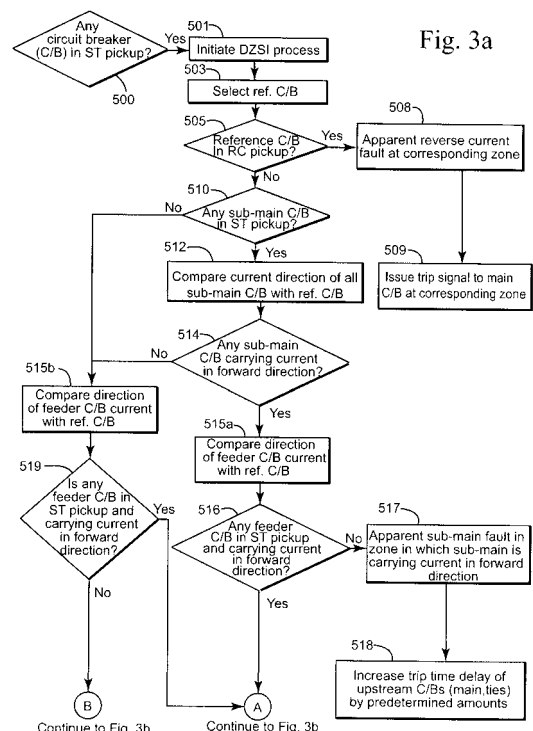 Fig. 3a
Any
circuit breaker
(C/B) in ST pickup?
500
Yes
501
Initiate DZSI process
503
Select ref. C/B
505
Reference C/B
in RC pickup?
Yes
508
Apparent reverse current
fault at corresponding zone
509
Issue trip signal to main
C/B at corresponding zone
No
510
Any sub-main C/B
in ST pickup?
No
Yes
512
Compare current direction of all
sub-main C/B with ref. C/B
514
Any sub-main
C/B carrying current
in forward direction?
No
Yes
515b
Compare direction
of feeder C/B current
with ref. C/B
515a
Compare direction
of feeder C/B current
with ref. C/B
519
Is any
feeder C/B in
ST pickup and
carrying current
in forward
direction?
Yes
No
516
Any feeder
C/B in ST pickup
and carrying current
in forward
direction?
No
Yes
517
Apparent sub-main fault in
zone in which sub-main is
carrying current in forward
direction
518
Increase trip time delay of
upstream C/Bs (main,ties)
by predetermined amounts
B
Continue to Fig. 3b
A
Continue to Fig. 3b